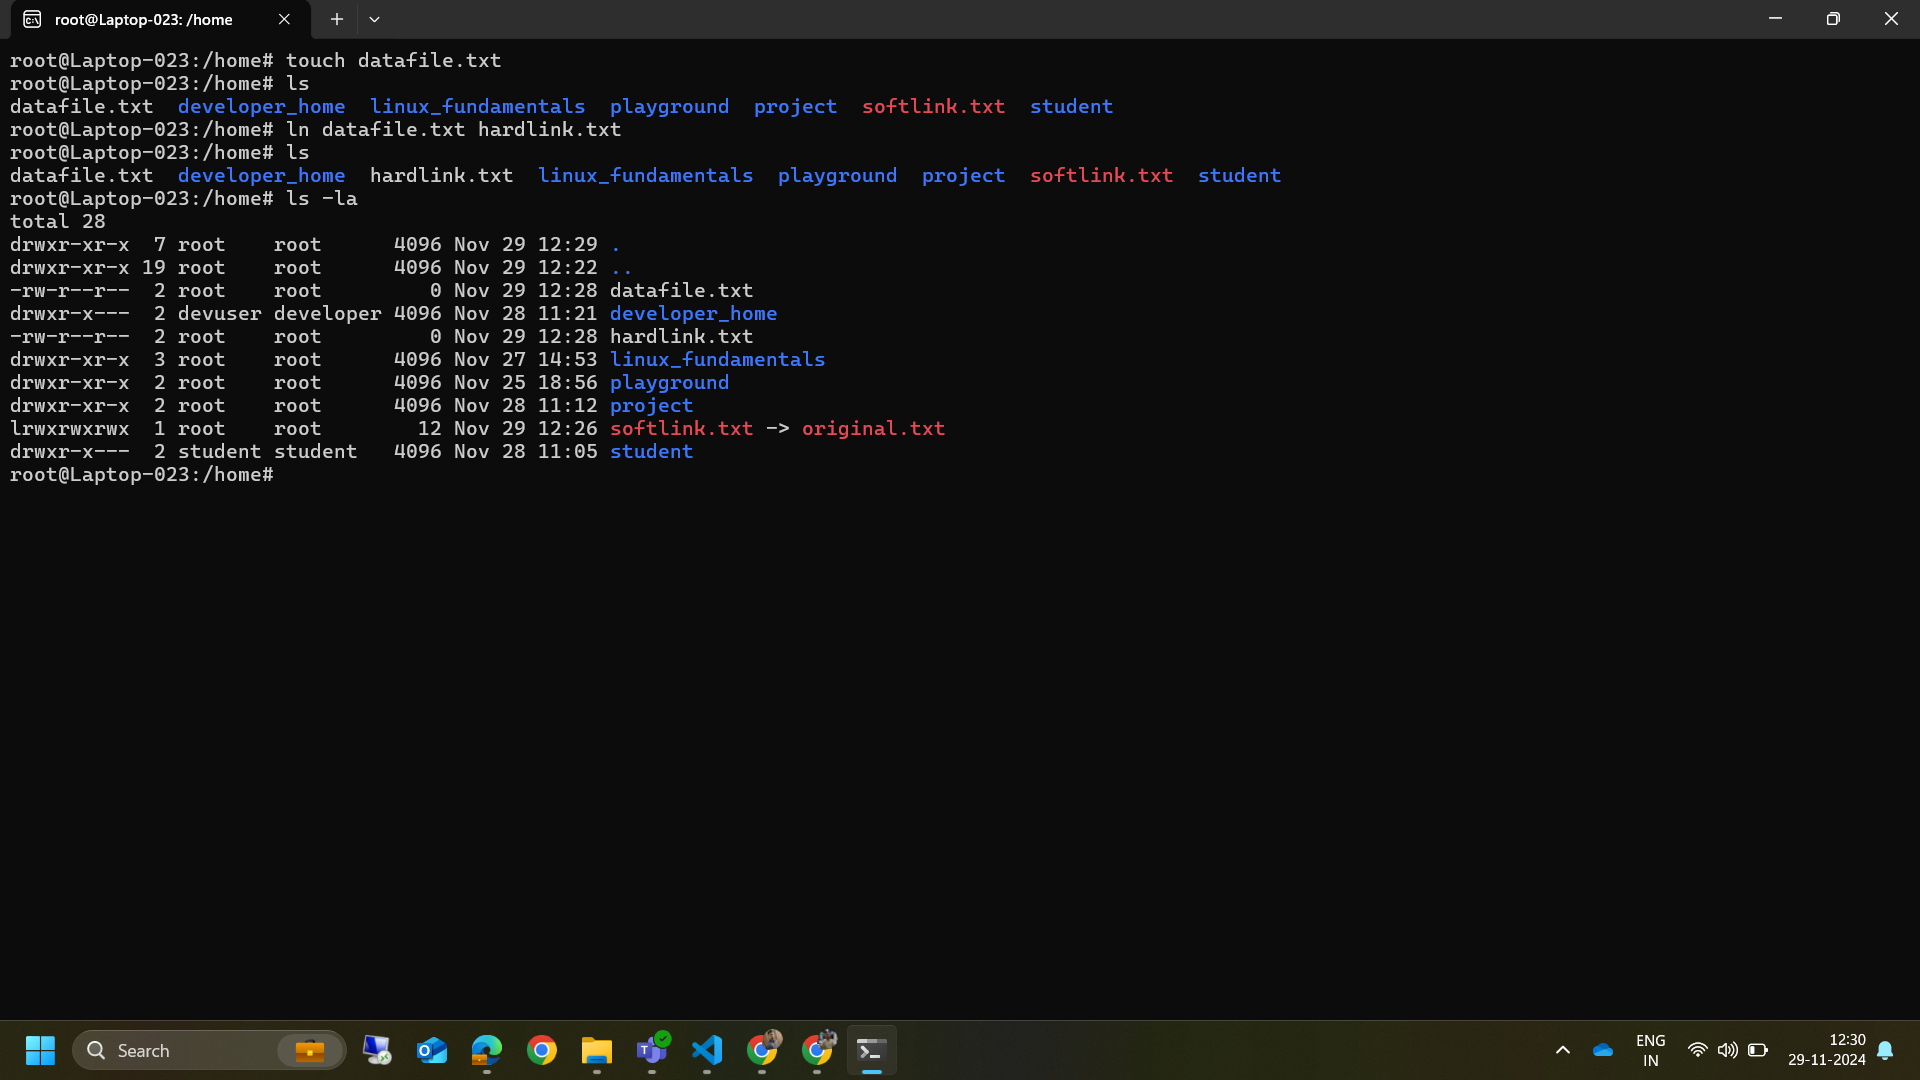 root@Laptop-023: /home
root@Laptop-023:/home# touch datafile.txt
root@Laptop-023:/home# ls
datafile.txt  developer_home  linux_fundamentals  playground  project  softlink.txt  student
root@Laptop-023:/home# ln datafile.txt hardlink.txt
root@Laptop-023:/home# ls
datafile.txt  developer_home  hardlink.txt  linux_fundamentals  playground  project  softlink.txt  student
root@Laptop-023:/home# ls -la
total 28
drwxr-xr-x  7 root    root      4096 Nov 29 12:29 .
drwxr-xr-x 19 root    root      4096 Nov 29 12:22 ..
-rw-r--r--  2 root    root         0 Nov 29 12:28 datafile.txt
drwxr-x---  2 devuser developer 4096 Nov 28 11:21 developer_home
-rw-r--r--  2 root    root         0 Nov 29 12:28 hardlink.txt
drwxr-xr-x  3 root    root      4096 Nov 27 14:53 linux_fundamentals
drwxr-xr-x  2 root    root      4096 Nov 25 18:56 playground
drwxr-xr-x  2 root    root      4096 Nov 28 11:12 project
lrwxrwxrwx  1 root    root        12 Nov 29 12:26 softlink.txt -> original.txt
drwxr-x---  2 student student   4096 Nov 28 11:05 student
root@Laptop-023:/home#
Search
ENG
IN
12:30
29-11-2024